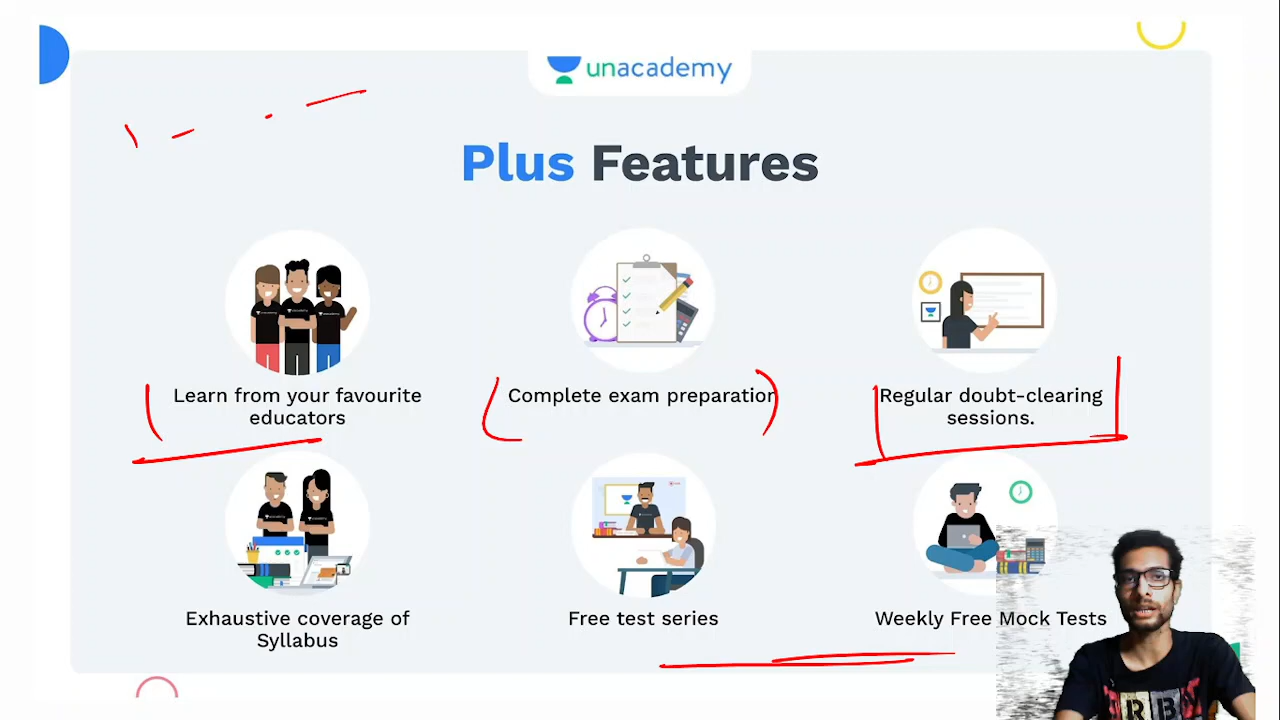 unacademy
Plus Features
Learn from your favourite
educators
Complete exam preparation
Regular doubt-clearing
sessions.
Exhaustive coverage of
Syllabus
Free test series
Weekly Free Mock Tests